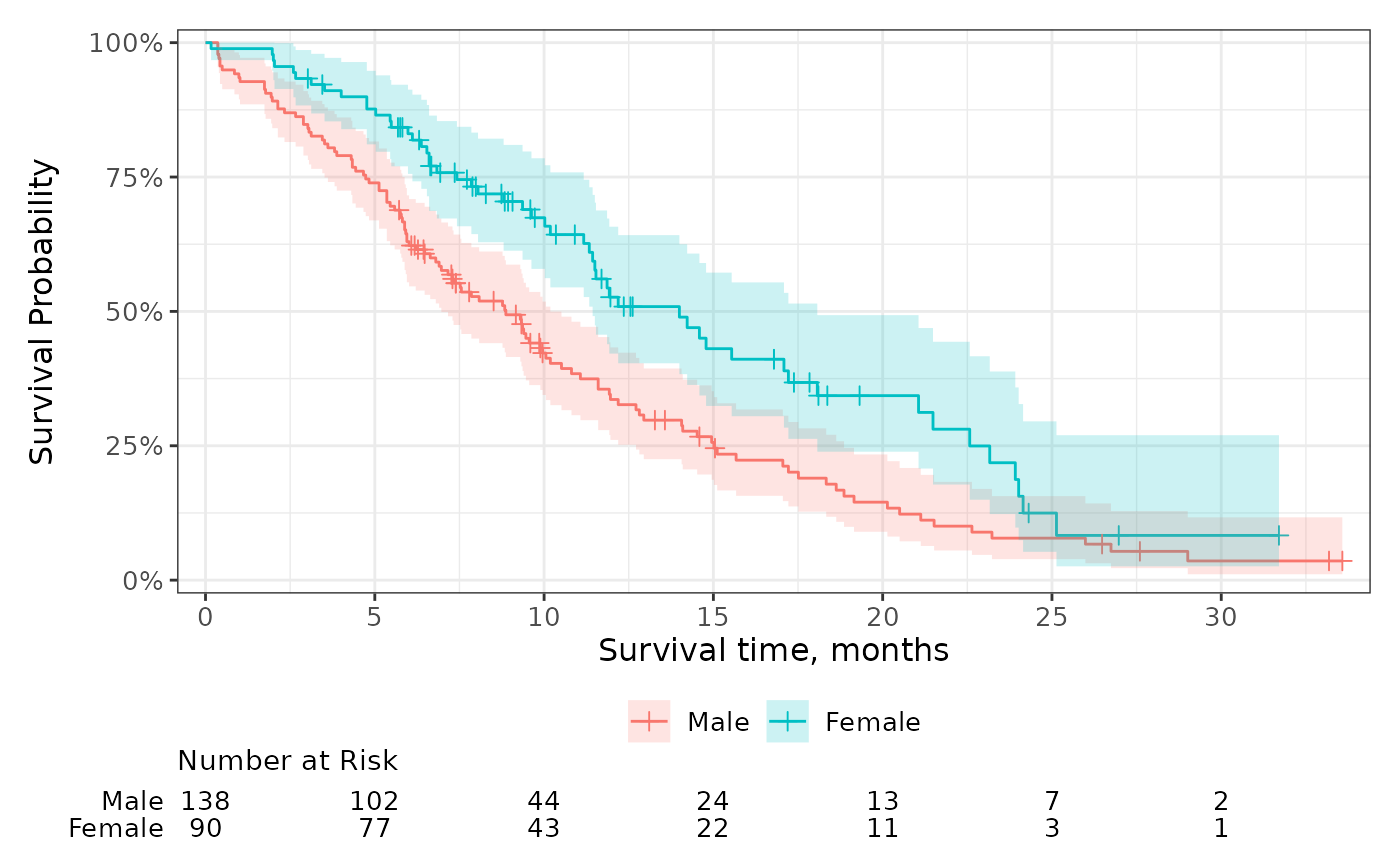 Survival Probability
100%
75%
50%
25%
0%
0 5 10 15 20 25 30
Survival time, months
Male Female
Number at Risk
Male 138 102 44 24 13 7 2
Female 90 77 43 22 11 3 1